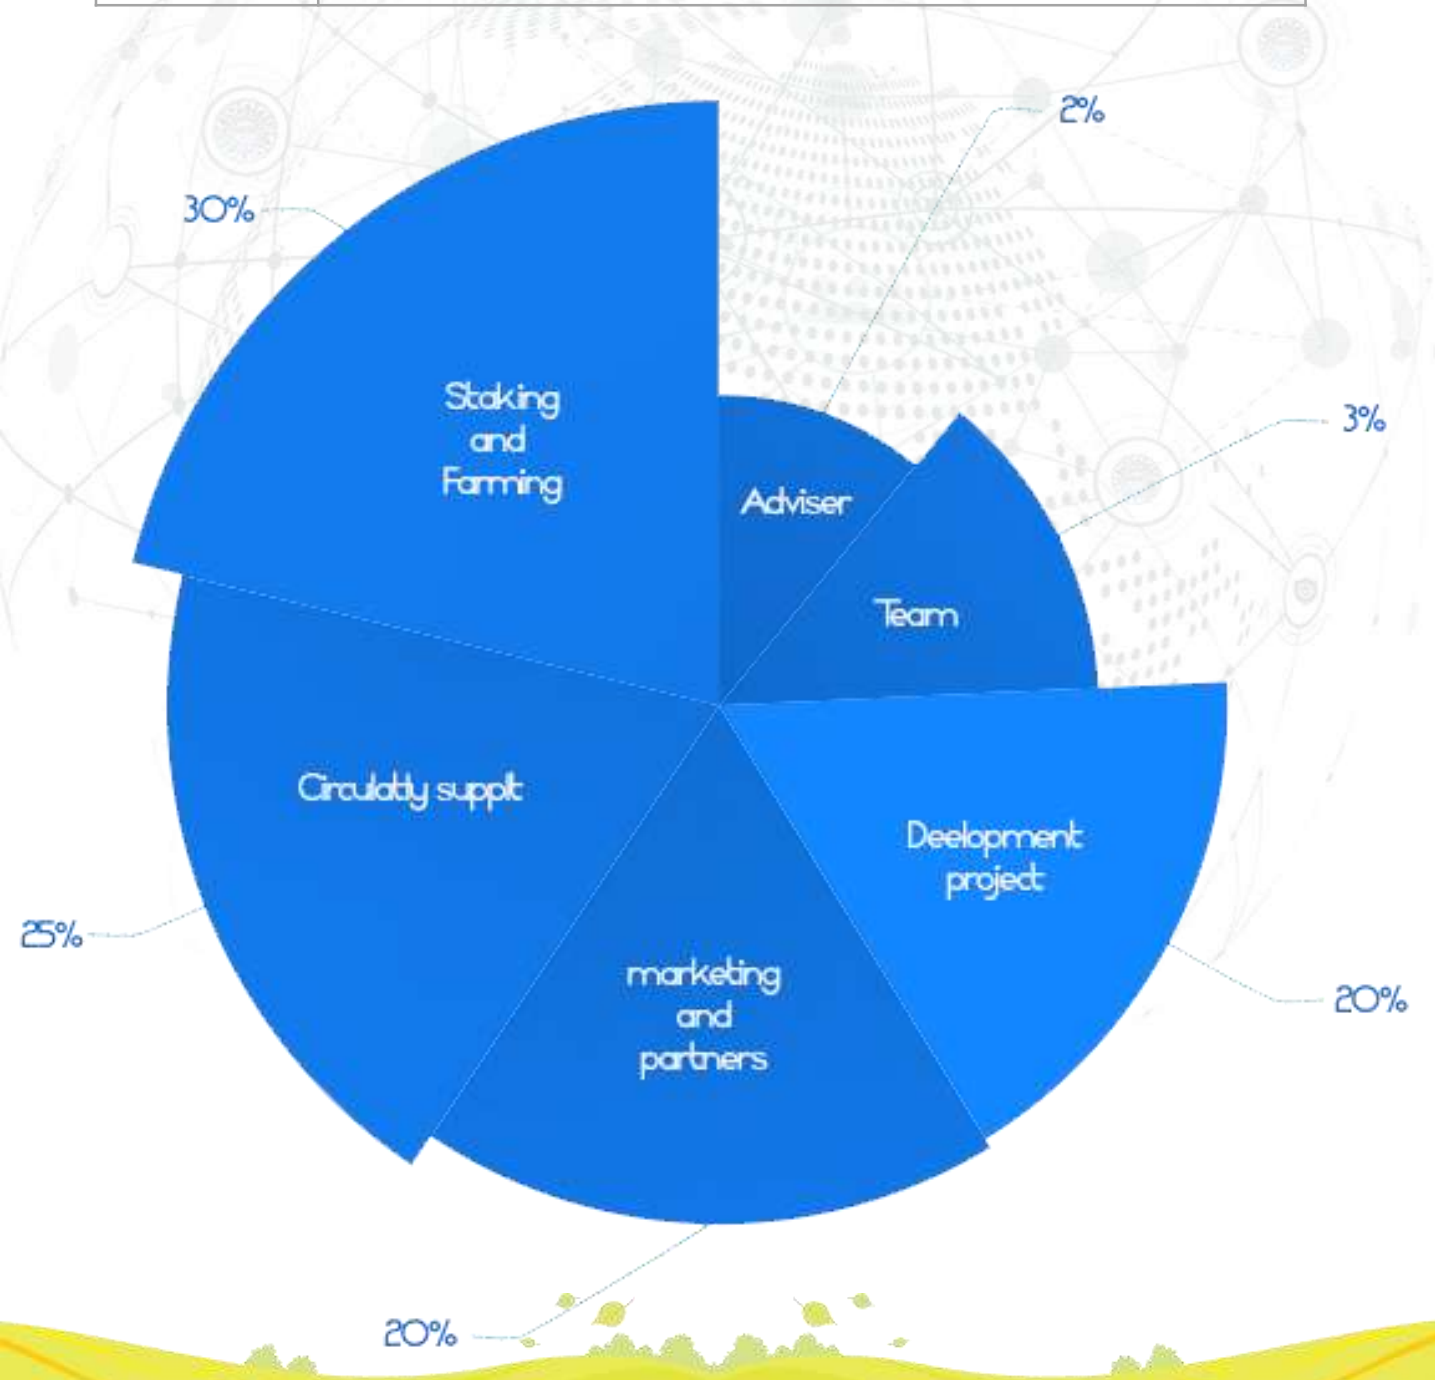 2%
30%
3%
Staking
and
Farming
Adviser
Team
Circulatly supplt
Deelopment
project
25%
marketing
and
partners
20%
20%